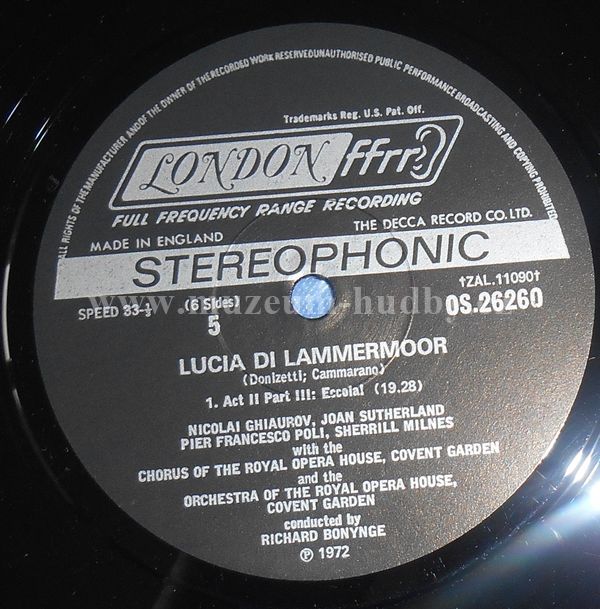 ALL RIGHTS OF THE MANUFACTURER AND/OF THE OWNER OF THE RECORDED WORK RESERVED UNAUTHORISED PUBLIC PERFORMANCE BROADCASTING AND COPYING PROHIBITED
Trademarks Reg. U.S. Pat. Off.
LONDON ffrr
FULL FREQUENCY RANGE RECORDING
MADE IN ENGLAND THE DECCA RECORD CO. LTD.
STEREOPHONIC
†ZAL.11090†
SPEED 33⅓ (6 Sides) OS.26260
5
www.muzeum-hudby
LUCIA DI LAMMERMOOR
(Donizetti; Cammarano)
1. Act II Part III: Eccola! (19.28)
NICOLAI GHIAUROV, JOAN SUTHERLAND
PIER FRANCESCO POLI, SHERRILL MILNES
with the
CHORUS OF THE ROYAL OPERA HOUSE, COVENT GARDEN
and the
ORCHESTRA OF THE ROYAL OPERA HOUSE,
COVENT GARDEN
conducted by
RICHARD BONYNGE
℗ 1972